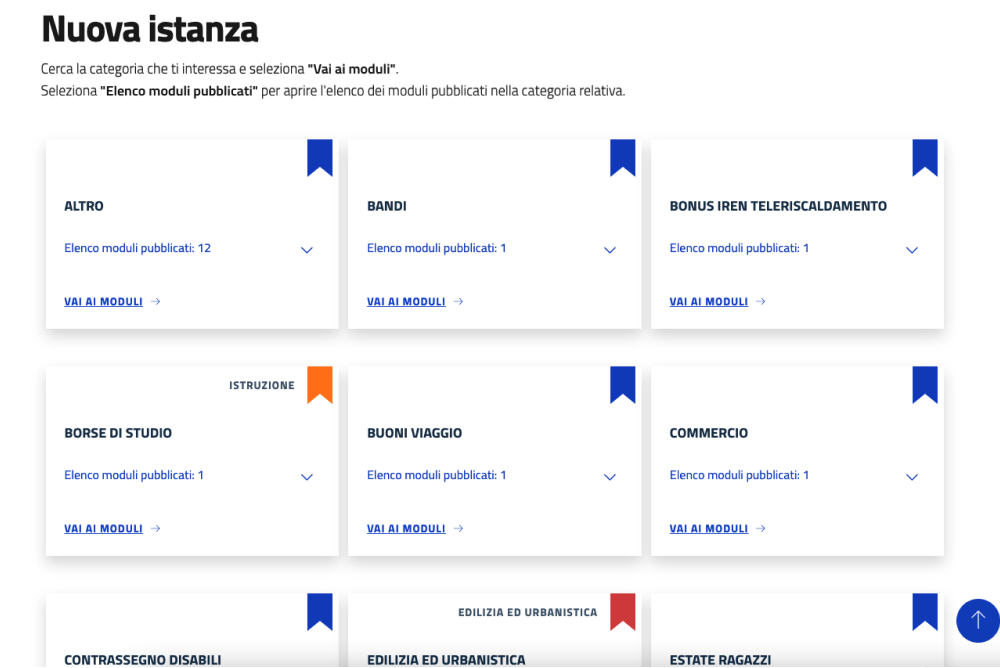 Nuova istanza
Cerca la categoria che ti interessa e seleziona "Vai ai moduli".
Seleziona "Elenco moduli pubblicati" per aprire l'elenco dei moduli pubblicati nella categoria relativa.
ALTRO
Elenco moduli pubblicati: 12
VAI AI MODULI
BANDI
Elenco moduli pubblicati: 1
VAI AI MODULI
BONUS IREN TELERISCALDAMENTO
Elenco moduli pubblicati: 1
VAI AI MODULI
ISTRUZIONE
BORSE DI STUDIO
Elenco moduli pubblicati: 1
VAI AI MODULI
BUONI VIAGGIO
Elenco moduli pubblicati: 1
VAI AI MODULI
COMMERCIO
Elenco moduli pubblicati: 1
VAI AI MODULI
CONTRASSEGNO DISABILI
EDILIZIA ED URBANISTICA
EDILIZIA ED URBANISTICA
ESTATE RAGAZZI